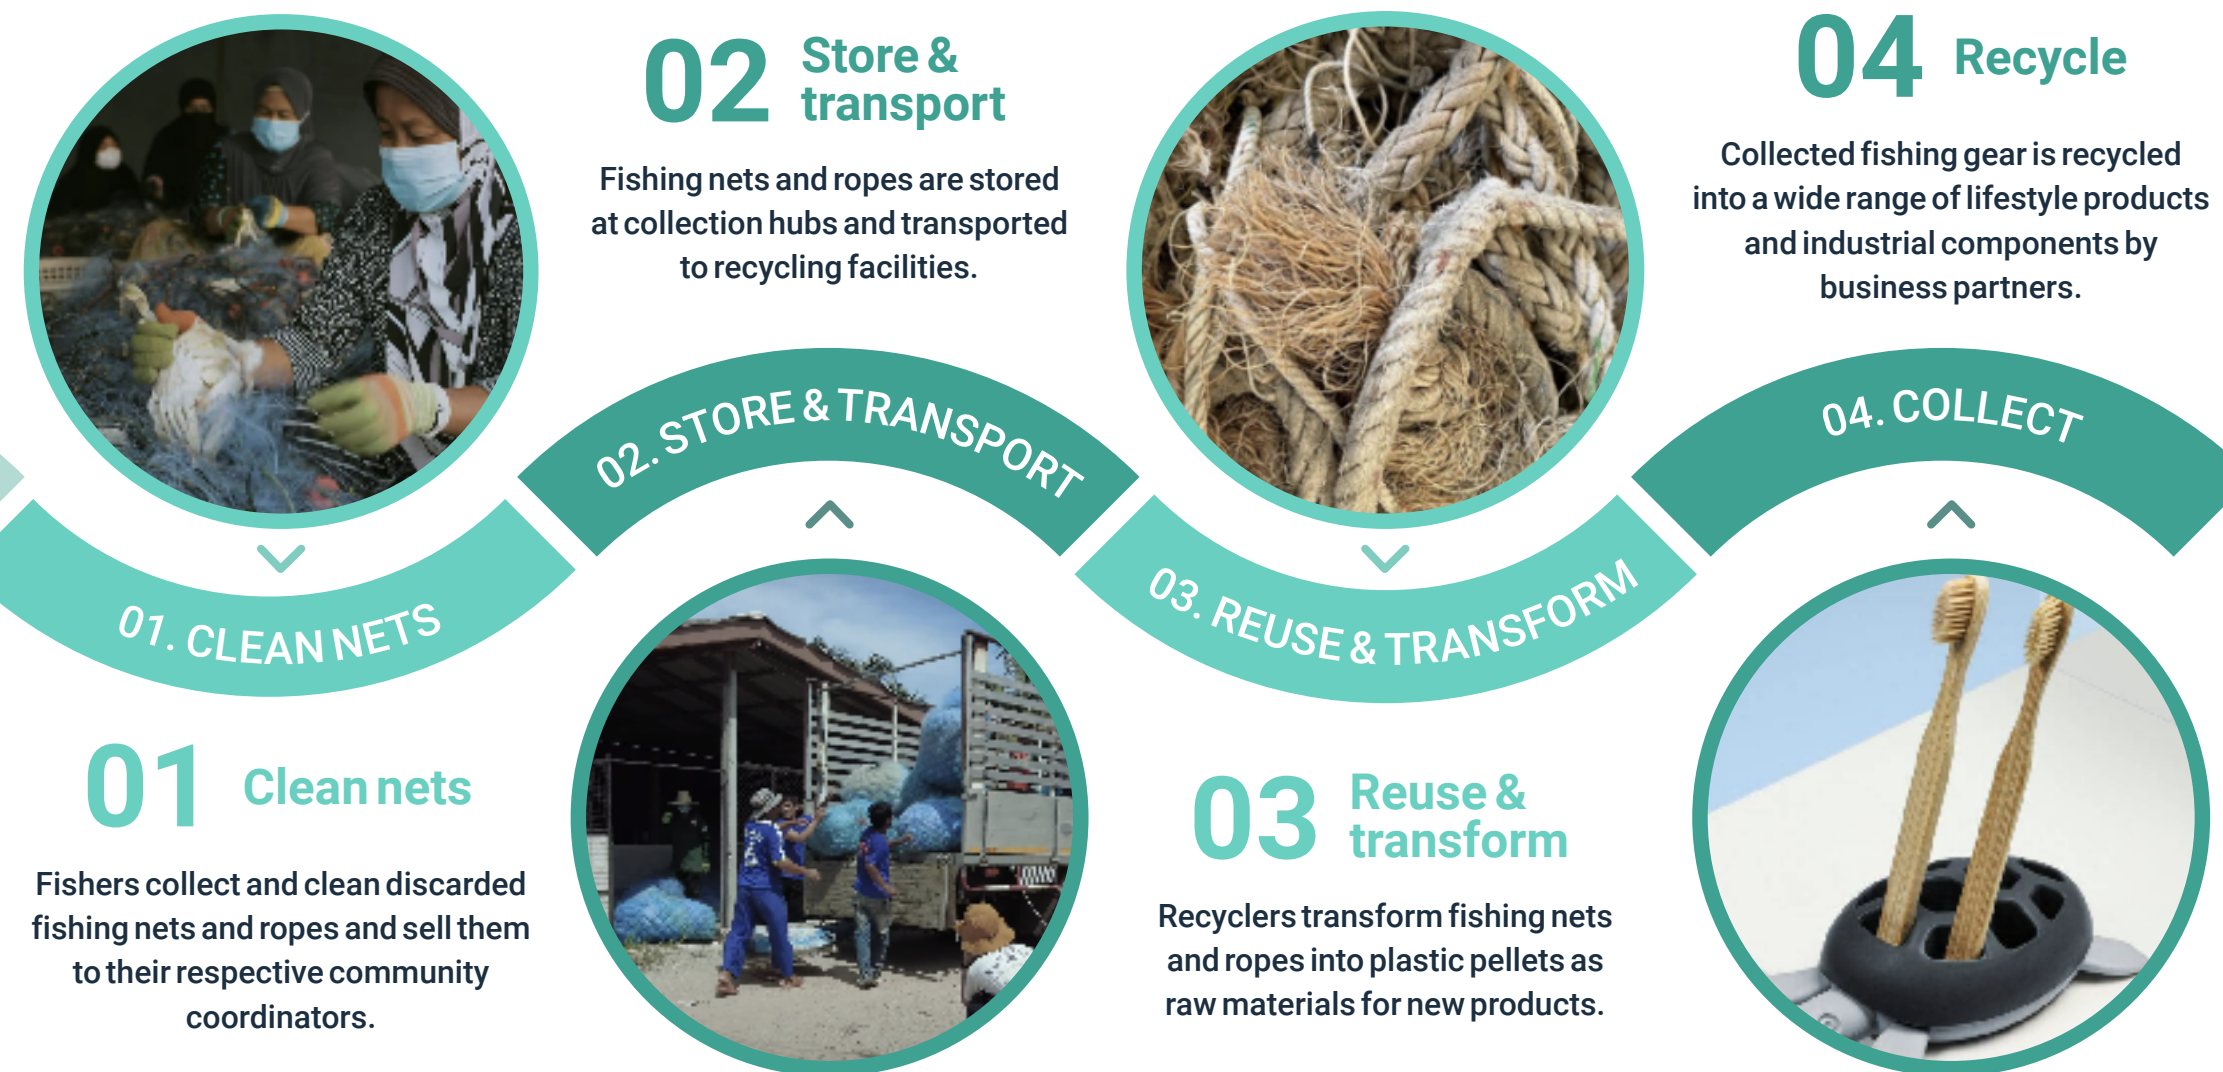 01. CLEAN NETS
01 Clean nets
Fishers collect and clean discarded
fishing nets and ropes and sell them
to their respective community
coordinators.
02 Store &
transport
Fishing nets and ropes are stored
at collection hubs and transported
to recycling facilities.
02. STORE & TRANSPORT
03. REUSE & TRANSFORM
03 Reuse &
transform
Recyclers transform fishing nets
and ropes into plastic pellets as
raw materials for new products.
04 Recycle
Collected fishing gear is recycled
into a wide range of lifestyle products
and industrial components by
business partners.
04. COLLECT